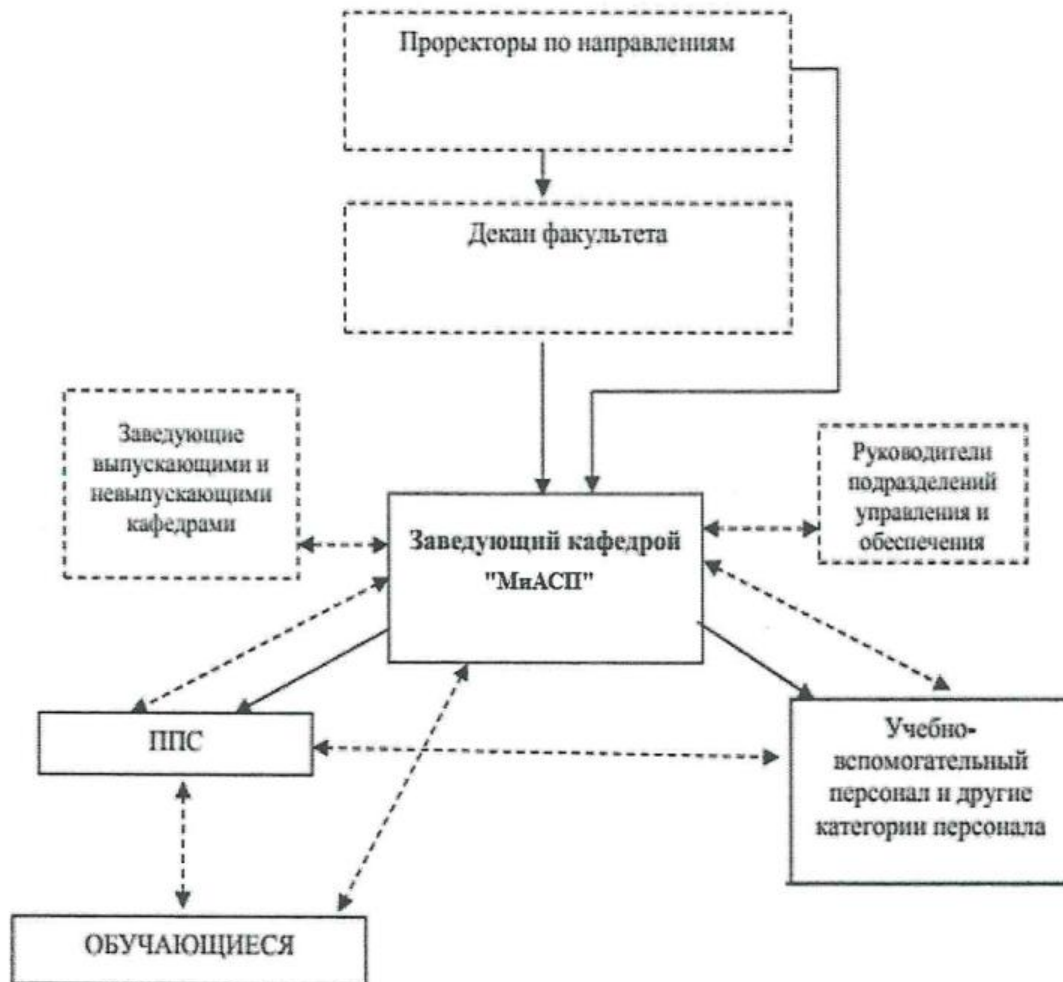 Проректоры по направлениям
Декан факультета
Заведующие
выпускающими и
невыпускающими
кафедрами
Руководители
подразделений
управления и
обеспечения
Заведующий кафедрой
"МиАСП"
ППС
Учебно-
вспомогательный
персонал и другие
категории персонала
ОБУЧАЮЩИЕСЯ